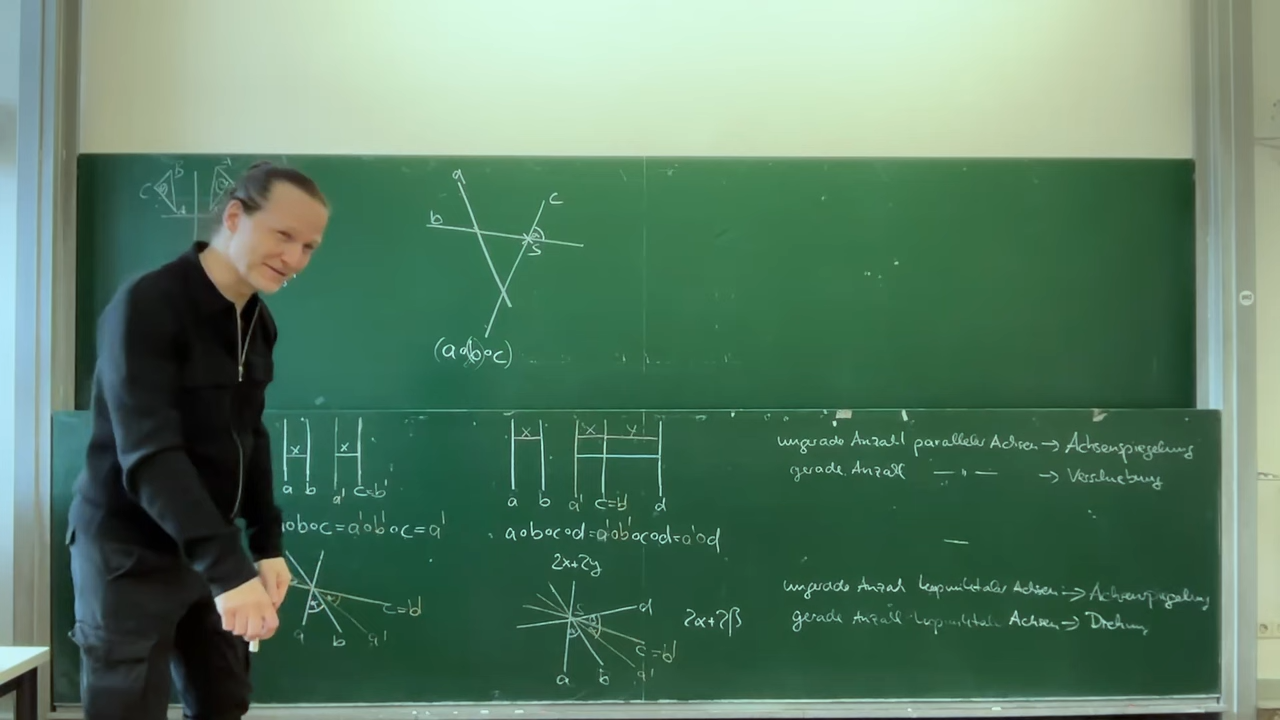 C B
A
a
b
c
α
S
(a∘(b∘c)
x x
a b a' c=b'
a∘b∘c=a'∘b'∘c=a'
a b a' c=b'
x x y
a b a' c=b' d
a∘b∘c∘d=a'∘b'∘c∘d=a'∘d
2x+2y
S
d
c=b'
a b a'
2α+2β
ungerade Anzahl paralleler Achsen → Achsenspiegelung
gerade Anzahl —〃— → Verschiebung
—
ungerade Anzahl kopunktaler Achsen → Achsenspiegelung
gerade Anzahl kopunktaler Achsen → Drehung